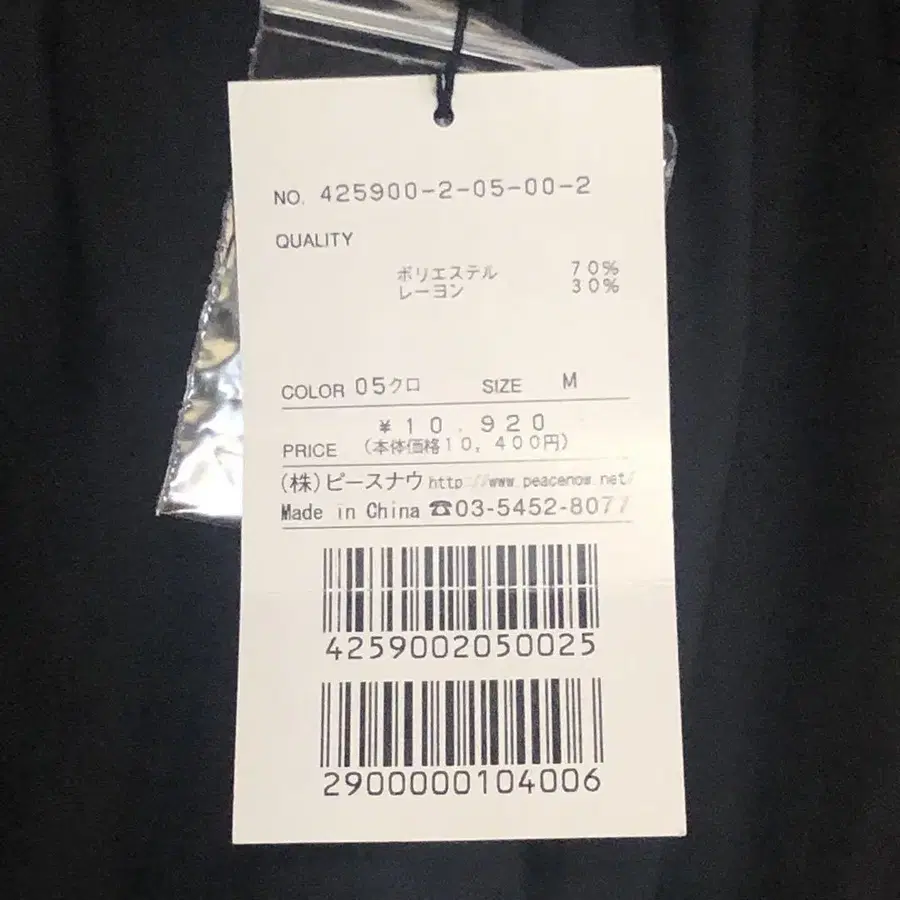 NO. 425900-2-05-00-2
QUALITY
ポリエステル 70%
レーヨン 30%
COLOR 05クロ SIZE M
¥10.920
PRICE (本体価格10,400円)
(株)ピースナウ http://www.peacenow.net/
Made in China ☎03-5452-8077
4259002050025
2900000104006